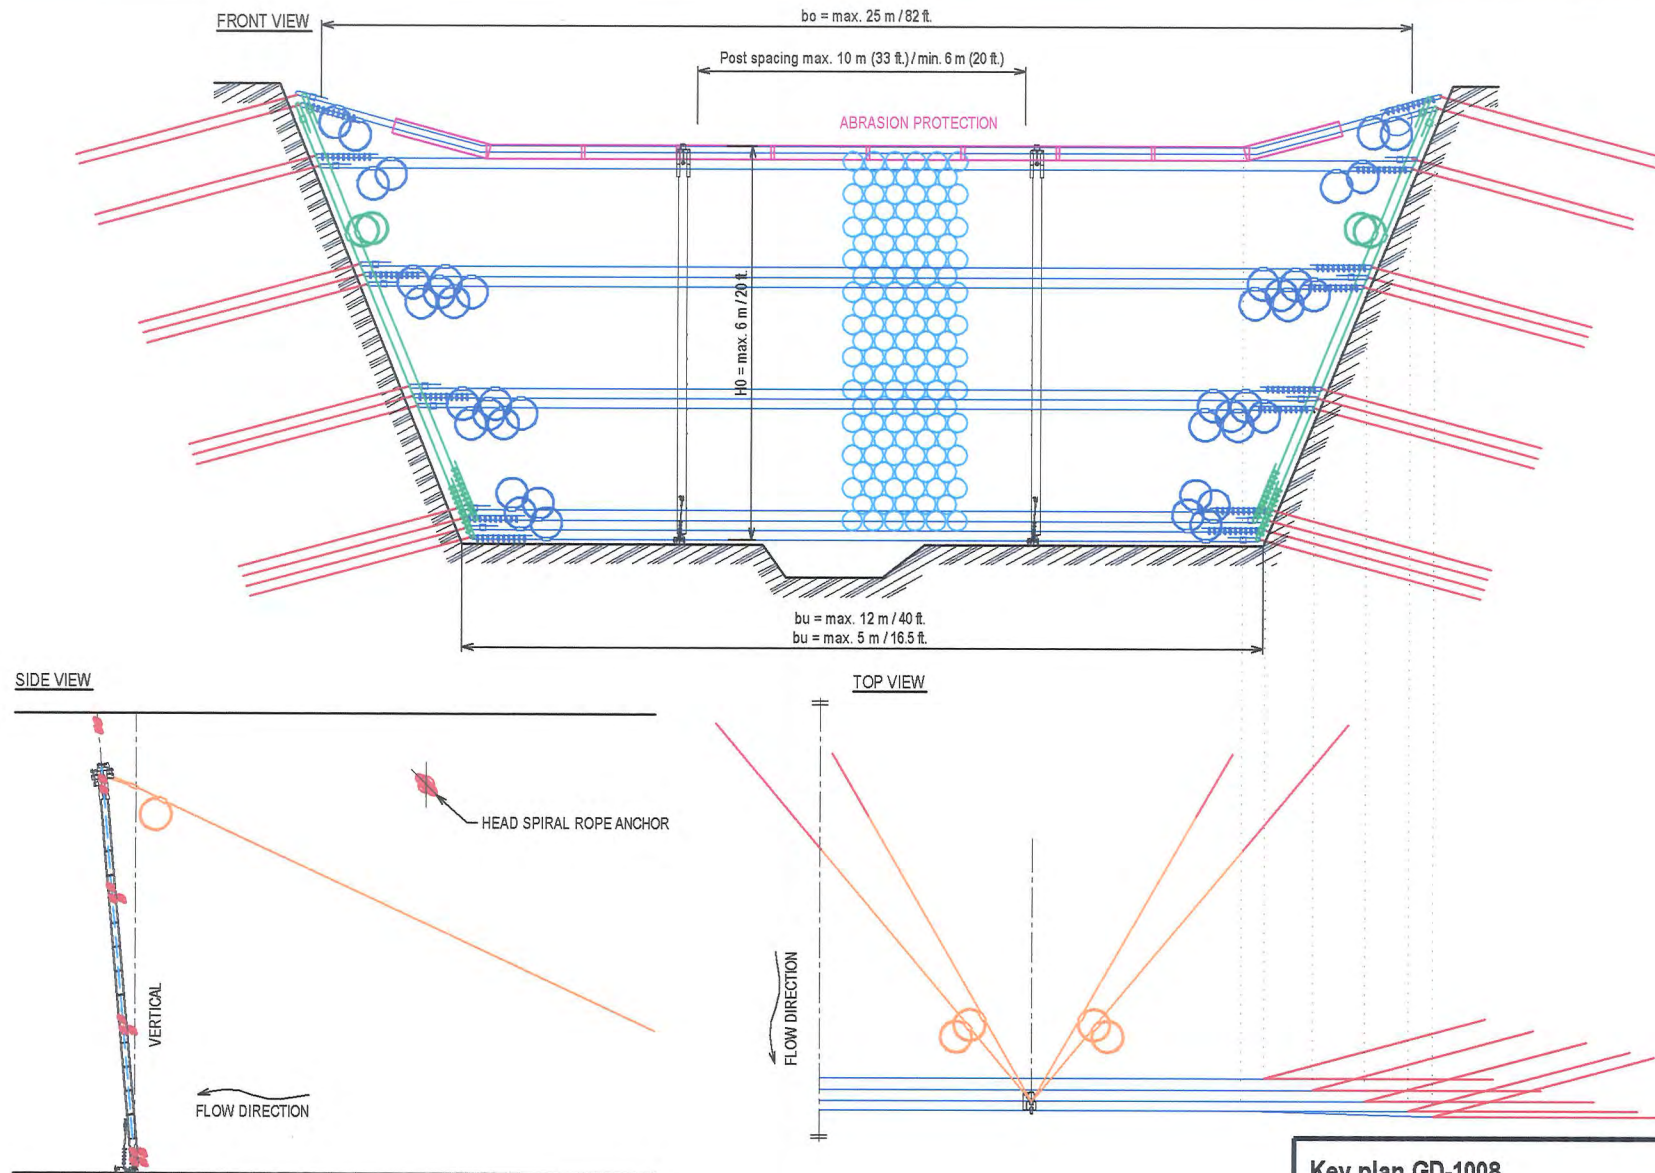 FRONT VIEW
bo = max. 25 m / 82 ft.
Post spacing max. 10 m (33 ft.) / min. 6 m (20 ft.)
ABRASION PROTECTION
H0 = max. 6 m / 20 ft.
bu = max. 12 m / 40 ft.
bu = max. 5 m / 16.5 ft.
SIDE VIEW
HEAD SPIRAL ROPE ANCHOR
VERTICAL
FLOW DIRECTION
TOP VIEW
FLOW DIRECTION
Key plan GD-1008